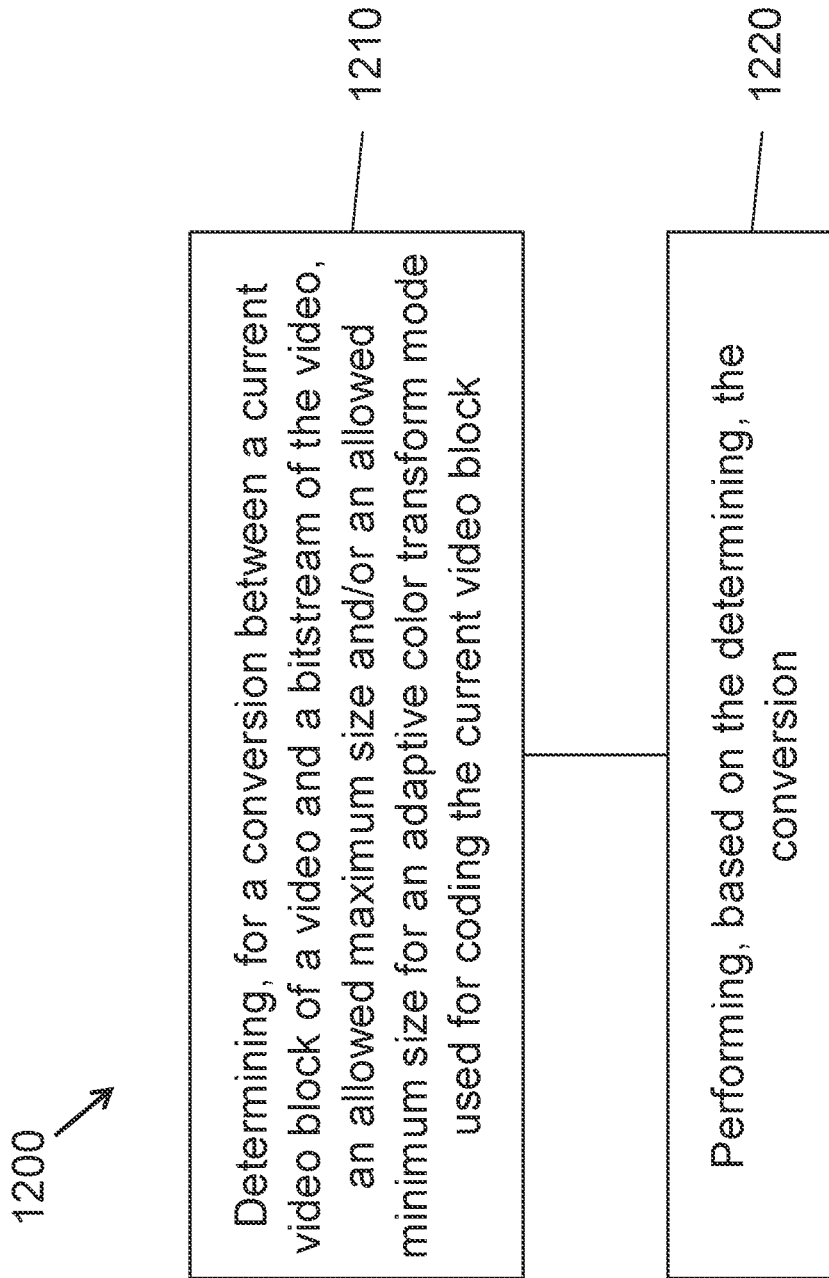 1200
Determining, for a conversion between a current
video block of a video and a bitstream of the video,
an allowed maximum size and/or an allowed
minimum size for an adaptive color transform mode
used for coding the current video block
1210
Performing, based on the determining, the
conversion
1220